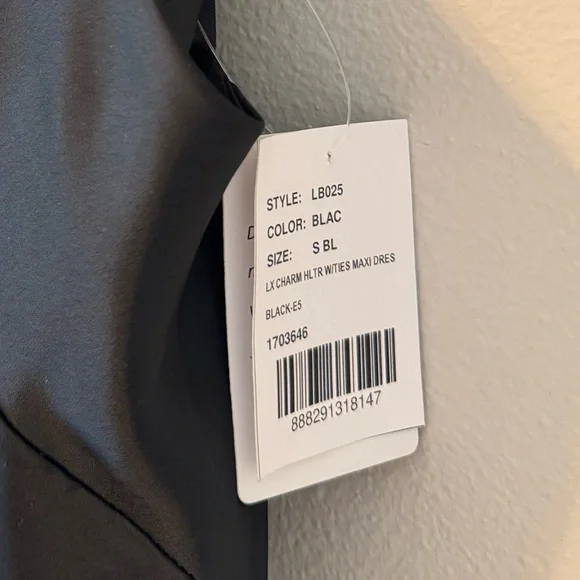 STYLE: LB025
COLOR: BLAC
SIZE: S BL
LX CHARM HLTR W/TIES MAXI DRES
BLACK-E5
1703646
888291318147